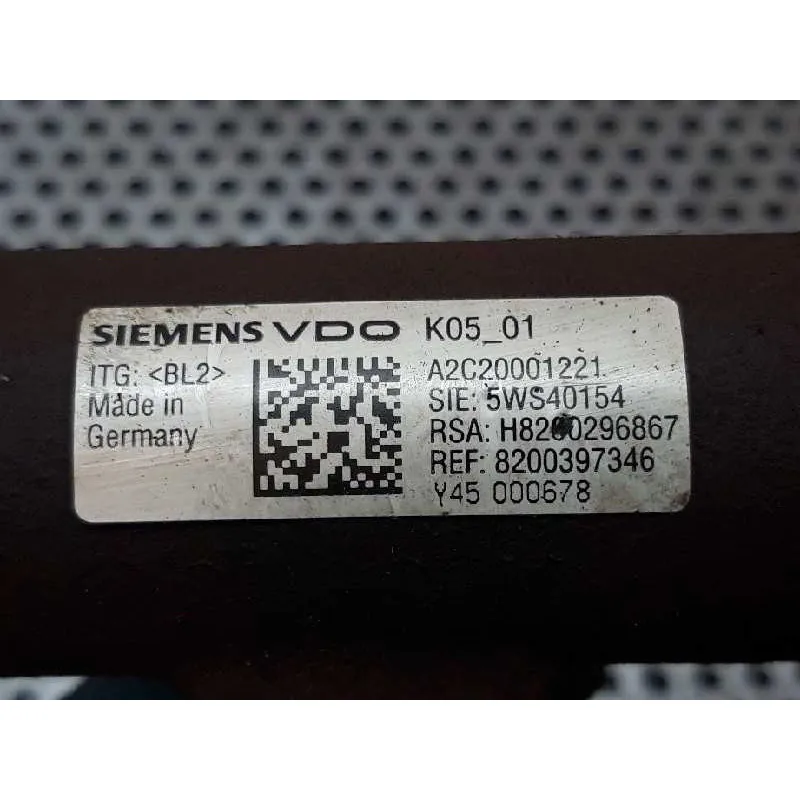 SIEMENS VDO K05_01
ITG: <BL2>
Made in
Germany
A2C20001221
SIE: 5WS40154
RSA: H8200296867
REF: 8200397346
Y45 000678